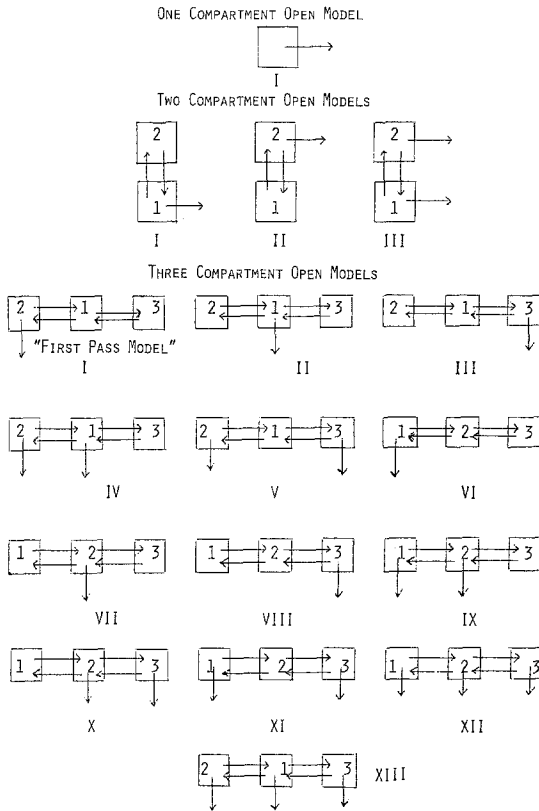 ONE COMPARTMENT OPEN MODEL
I
TWO COMPARTMENT OPEN MODELS
2 2 2
1 1 1
I II III
THREE COMPARTMENT OPEN MODELS
2 1 3 2 1 3 2 1 3
"FIRST PASS MODEL"
I II III
2 1 3 2 1 3 1 2 3
IV V VI
1 2 3 1 2 3 1 2 3
VII VIII IX
1 2 3 1 2 3 1 2 3
X XI XII
2 1 3 XIII